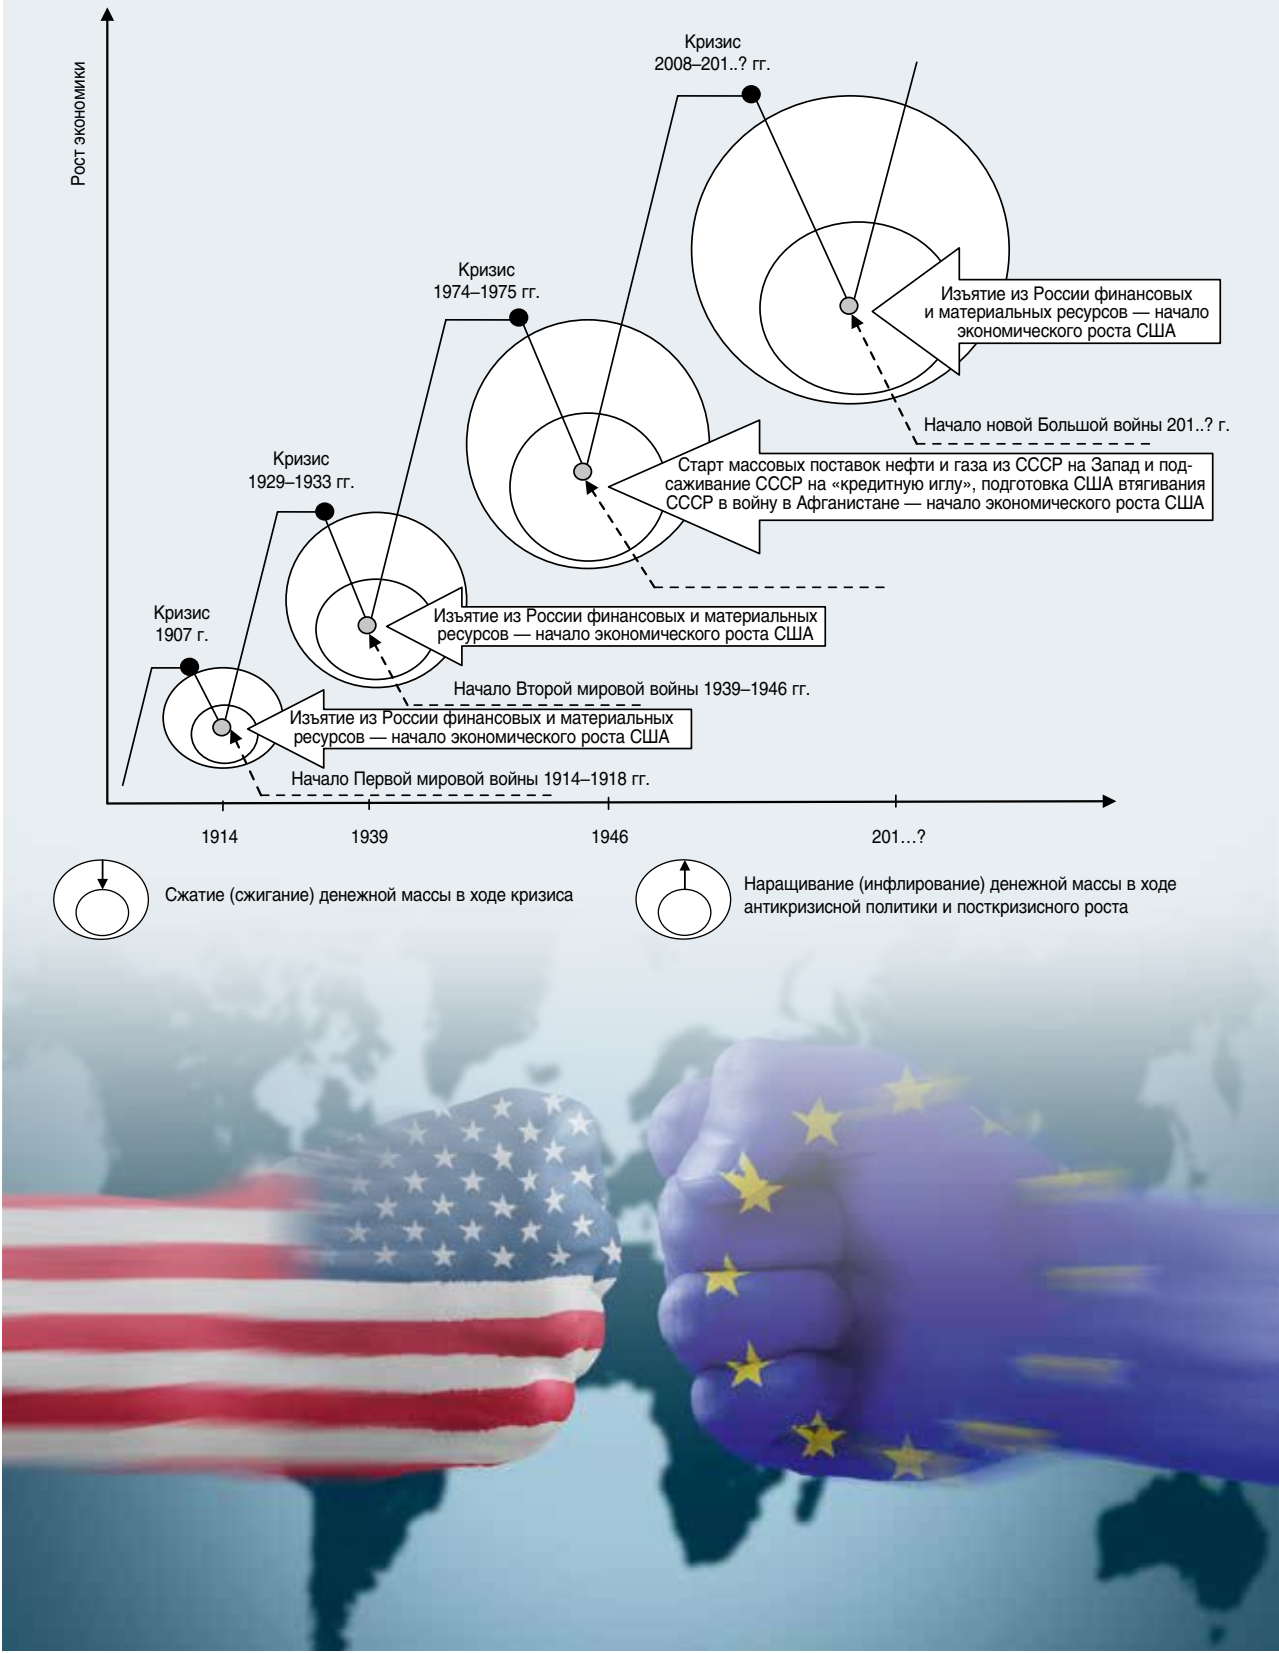 Рост экономики
Кризис
2008–201..? гг.
Кризис
1974–1975 гг.
Изъятие из России финансовых
и материальных ресурсов — начало
экономического роста США
Начало новой Большой войны 201..? г.
Кризис
1929–1933 гг.
Старт массовых поставок нефти и газа из СССР на Запад и под-
саживание СССР на «кредитную иглу», подготовка США втягивания
СССР в войну в Афганистане — начало экономического роста США
Кризис
1907 г.
Изъятие из России финансовых и материальных
ресурсов — начало экономического роста США
Начало Второй мировой войны 1939–1946 гг.
Изъятие из России финансовых и материальных
ресурсов — начало экономического роста США
Начало Первой мировой войны 1914–1918 гг.
1914 1939 1946 201...?
Сжатие (сжигание) денежной массы в ходе кризиса
Наращивание (инфлирование) денежной массы в ходе
антикризисной политики и посткризисного роста